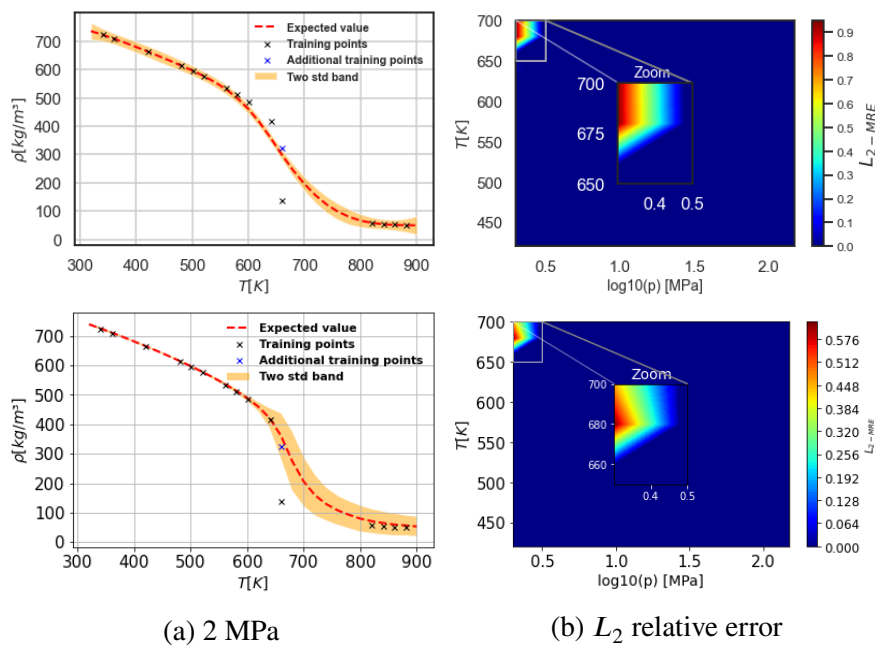 Expected value
Training points
Additional training points
Two std band
700
600
500
400
300
200
100
0
ρ[kg/m³]
300 400 500 600 700 800 900
T[K]
700
650
600
550
500
450
T[K]
Zoom
700
675
650
0.4 0.5
0.5 1.0 1.5 2.0
log10(p) [MPa]
0.9
0.8
0.7
0.6
0.5
0.4
0.3
0.2
0.1
0.0
L2−MRE
Expected value
Training points
Additional training points
Two std band
700
600
500
400
300
200
100
0
ρ[kg/m³]
300 400 500 600 700 800 900
T[K]
700
650
600
550
500
450
T[K]
Zoom
700
680
660
0.4 0.5
0.5 1.0 1.5 2.0
log10(p) [MPa]
0.576
0.512
0.448
0.384
0.320
0.256
0.192
0.128
0.064
0.000
L2−MRE
(a) 2 MPa
(b) L2 relative error